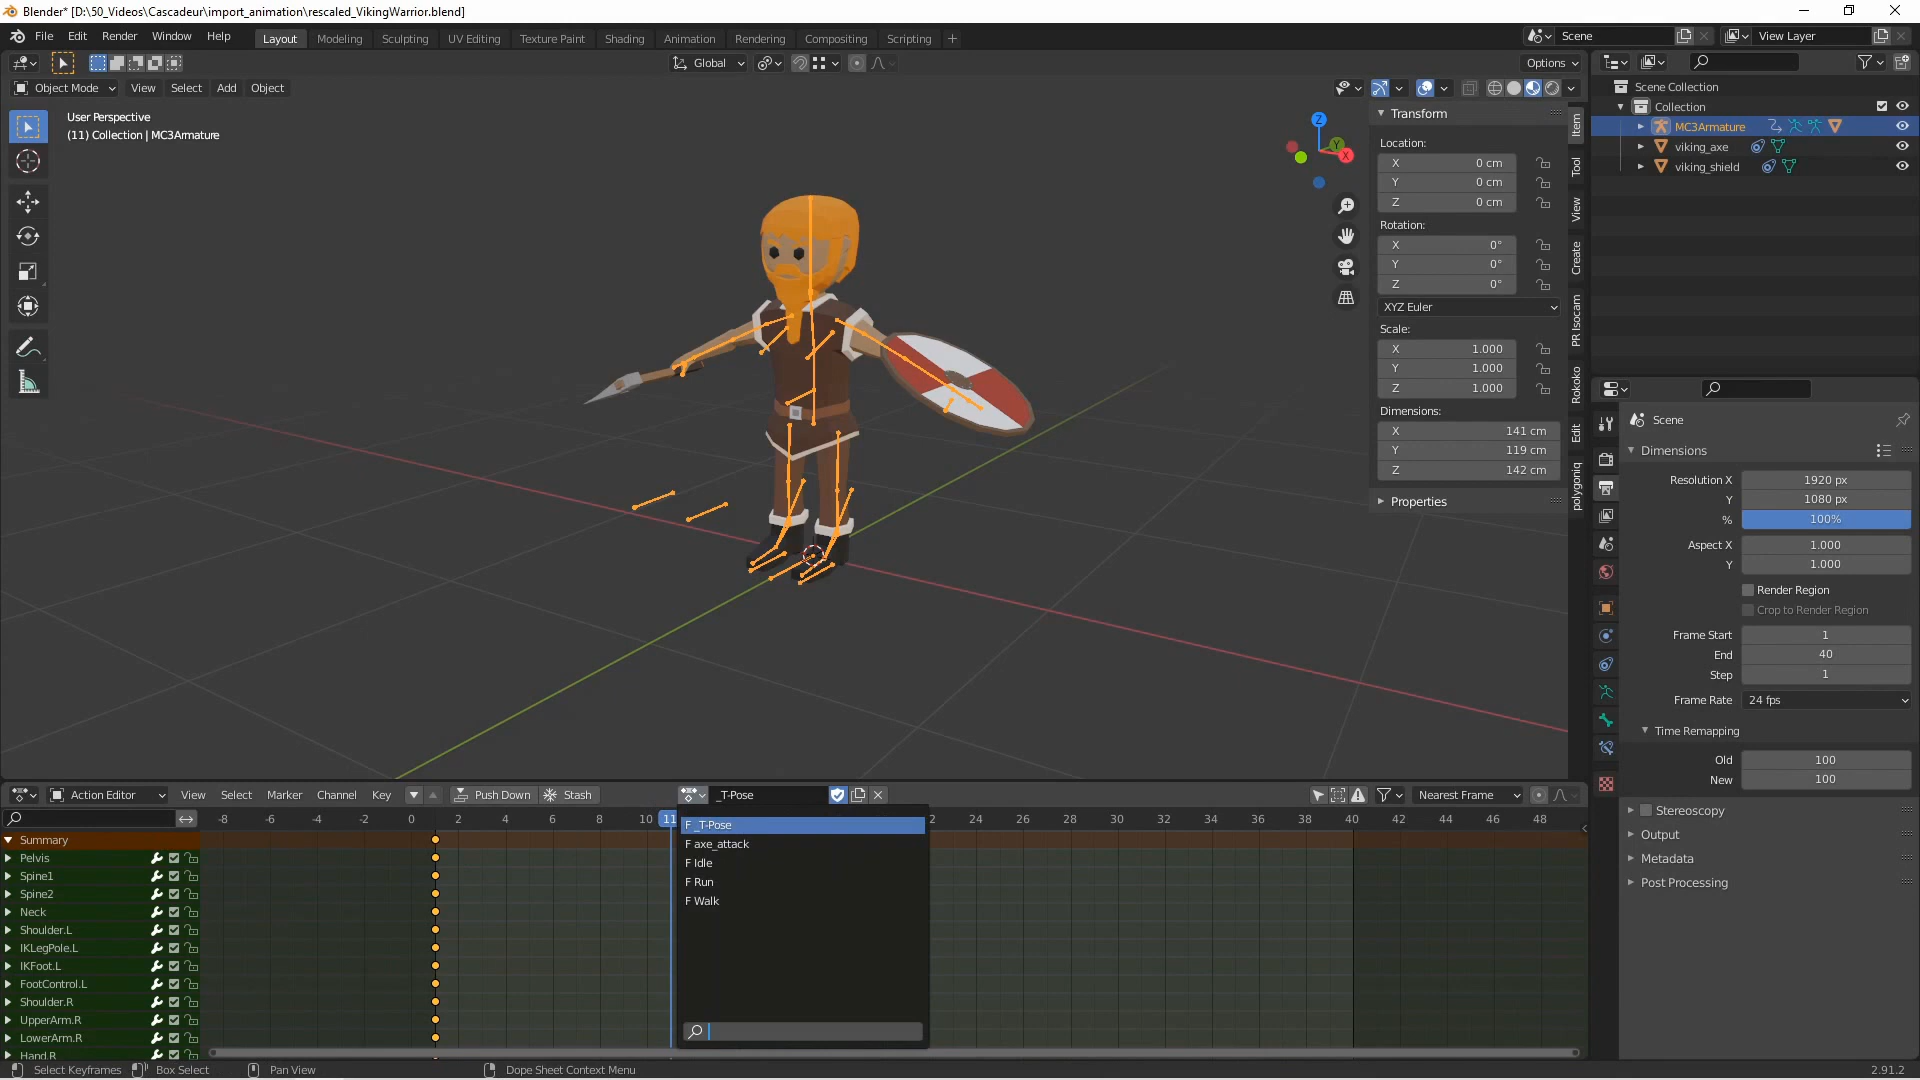 Blender* [D:\50_Videos\Cascadeur\import_animation\rescaled_VikingWarrior.blend]
File Edit Render Window Help Layout Modeling Sculpting UV Editing Texture Paint Shading Animation Rendering Compositing Scripting + Scene View Layer
Global Options
Object Mode View Select Add Object
User Perspective
(11) Collection | MC3Armature
Z
Y
X
Transform
Location:
X 0 cm
Y 0 cm
Z 0 cm
Rotation:
X 0°
Y 0°
Z 0°
XYZ Euler
Scale:
X 1.000
Y 1.000
Z 1.000
Dimensions:
X 141 cm
Y 119 cm
Z 142 cm
Properties
Item
Tool
View
Create
PR Isocam
Rokoko
Edit
polygoniq
Scene Collection
Collection
MC3Armature
viking_axe
viking_shield
Scene
Dimensions
Resolution X 1920 px
Y 1080 px
% 100%
Aspect X 1.000
Y 1.000
Render Region
Crop to Render Region
Frame Start 1
End 40
Step 1
Frame Rate 24 fps
Time Remapping
Old 100
New 100
Stereoscopy
Output
Metadata
Post Processing
Action Editor View Select Marker Channel Key Push Down Stash _T-Pose Nearest Frame
-8 -6 -4 -2 0 2 4 6 8 10 11 24 26 28 30 32 34 36 38 40 42 44 46 48
Summary
Pelvis
Spine1
Spine2
Neck
Shoulder.L
IKLegPole.L
IKFoot.L
FootControl.L
Shoulder.R
UpperArm.R
LowerArm.R
Hand.R
F _T-Pose
F axe_attack
F Idle
F Run
F Walk
Select Keyframes Box Select Pan View Dope Sheet Context Menu 2.91.2